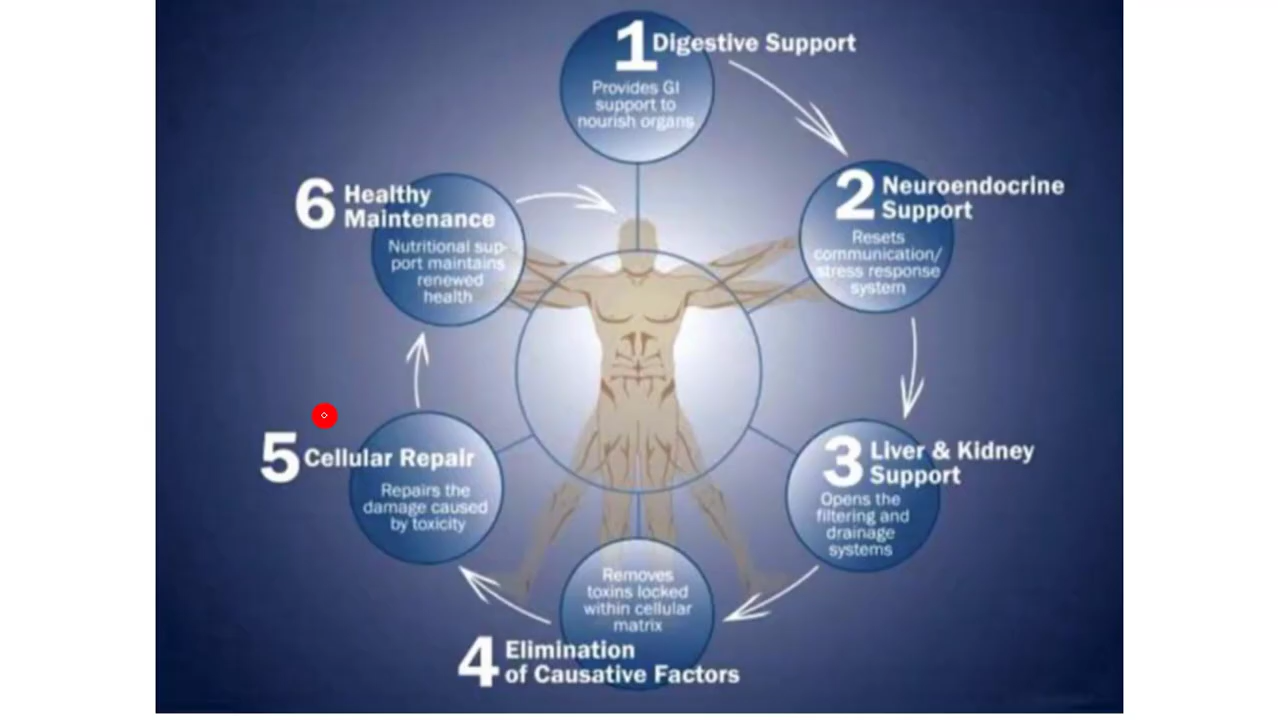 1 Digestive Support
Provides GI
support to
nourish organs
2 Neuroendocrine
Support
Resets
communication/
stress response
system
3 Liver & Kidney
Support
Opens the
filtering and
drainage
systems
Removes
toxins locked
within cellular
matrix
4 Elimination
of Causative Factors
5 Cellular Repair
Repairs the
damage caused
by toxicity
6 Healthy
Maintenance
Nutritional sup-
port maintains
renewed
health